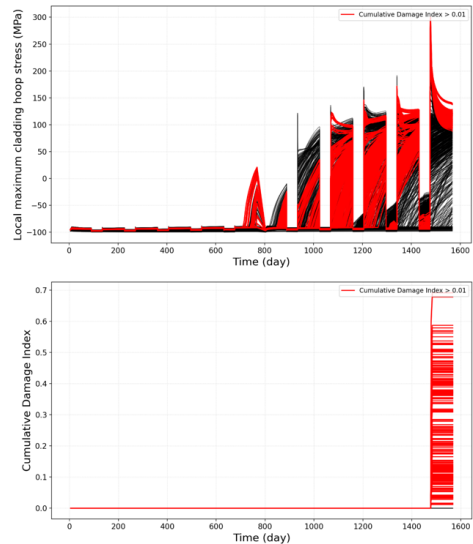 Local maximum cladding hoop stress (MPa)
300
250
200
150
100
50
0
−50
−100
Cumulative Damage Index > 0.01
0 200 400 600 800 1000 1200 1400 1600
Time (day)
Cumulative Damage Index
0.7
0.6
0.5
0.4
0.3
0.2
0.1
0.0
Cumulative Damage Index > 0.01
0 200 400 600 800 1000 1200 1400 1600
Time (day)